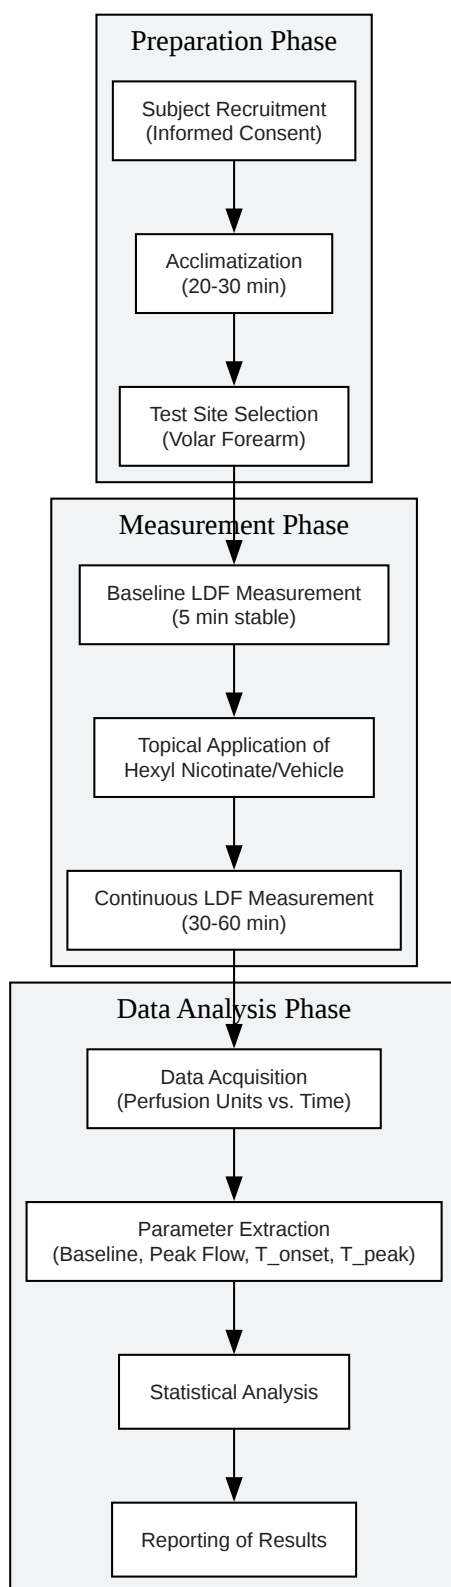 Preparation Phase
Subject Recruitment
(Informed Consent)
Acclimatization
(20-30 min)
Test Site Selection
(Volar Forearm)
Measurement Phase
Baseline LDF Measurement
(5 min stable)
Topical Application of
Hexyl Nicotinate/Vehicle
Continuous LDF Measurement
(30-60 min)
Data Analysis Phase
Data Acquisition
(Perfusion Units vs. Time)
Parameter Extraction
(Baseline, Peak Flow, T_onset, T_peak)
Statistical Analysis
Reporting of Results